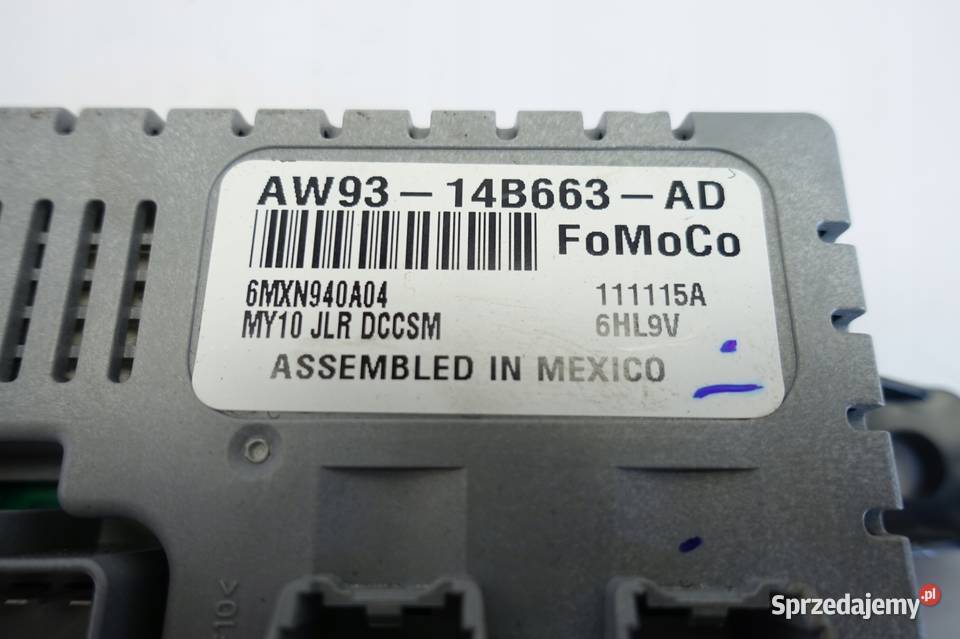 AW93-14B663-AD
FoMoCo
6MXN940A04 111115A
MY10 JLR DCCSM 6HL9V
ASSEMBLED IN MEXICO
Sprzedajemy.pl